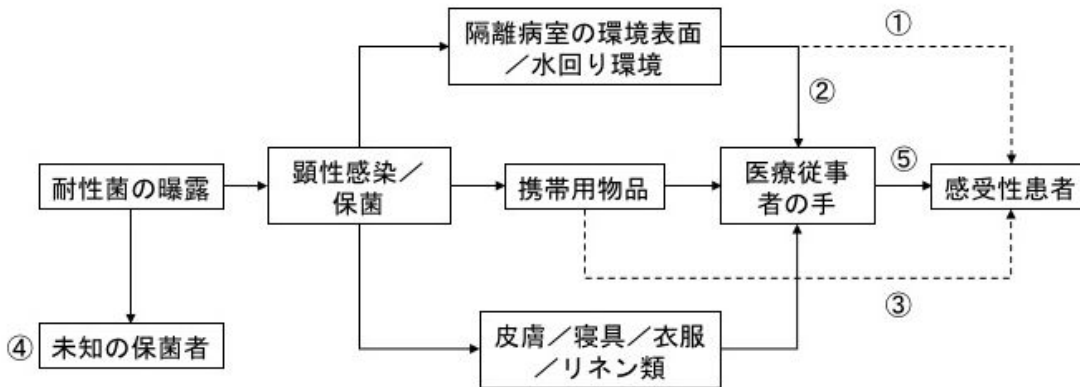 隔離病室の環境表面
／水回り環境
①
②
耐性菌の曝露
顕性感染／
保菌
携帯用物品
医療従事
者の手
⑤
感受性患者
③
④
未知の保菌者
皮膚／寝具／衣服
／リネン類